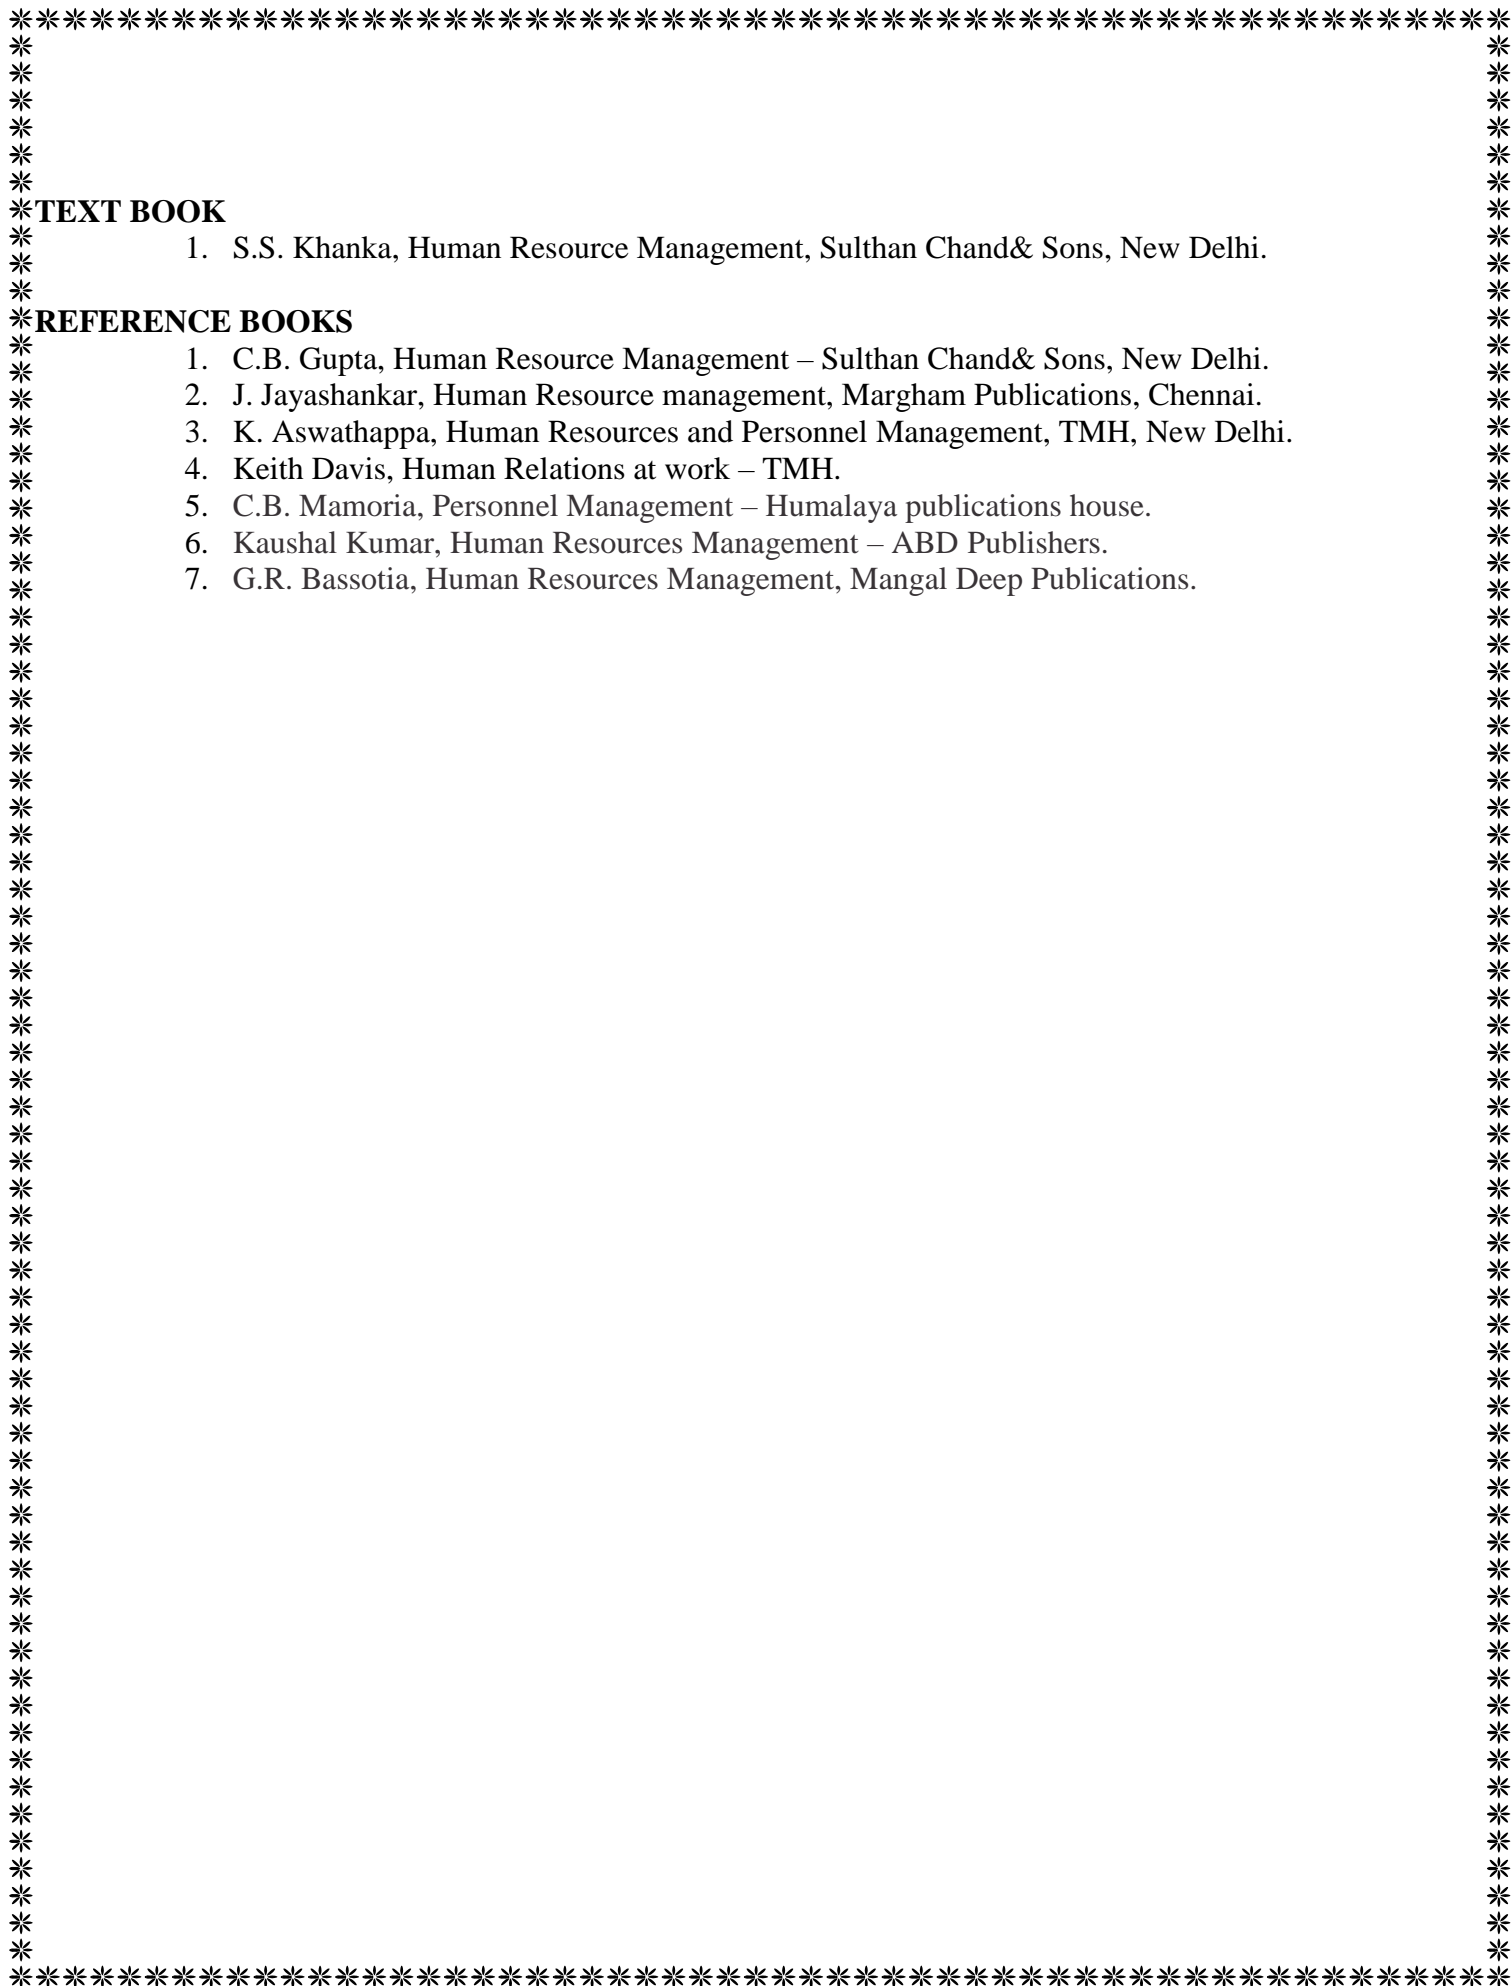 TEXT BOOK
1. S.S. Khanka, Human Resource Management, Sulthan Chand& Sons, New Delhi.
REFERENCE BOOKS
1. C.B. Gupta, Human Resource Management – Sulthan Chand& Sons, New Delhi.
2. J. Jayashankar, Human Resource management, Margham Publications, Chennai.
3. K. Aswathappa, Human Resources and Personnel Management, TMH, New Delhi.
4. Keith Davis, Human Relations at work – TMH.
5. C.B. Mamoria, Personnel Management – Humalaya publications house.
6. Kaushal Kumar, Human Resources Management – ABD Publishers.
7. G.R. Bassotia, Human Resources Management, Mangal Deep Publications.